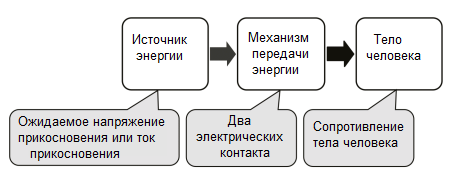 Источник
энергии
Механизм
передачи
энергии
Тело
человека
Ожидаемое напряжение
прикосновения или ток
прикосновения
Два
электрических
контакта
Сопротивление
тела человека